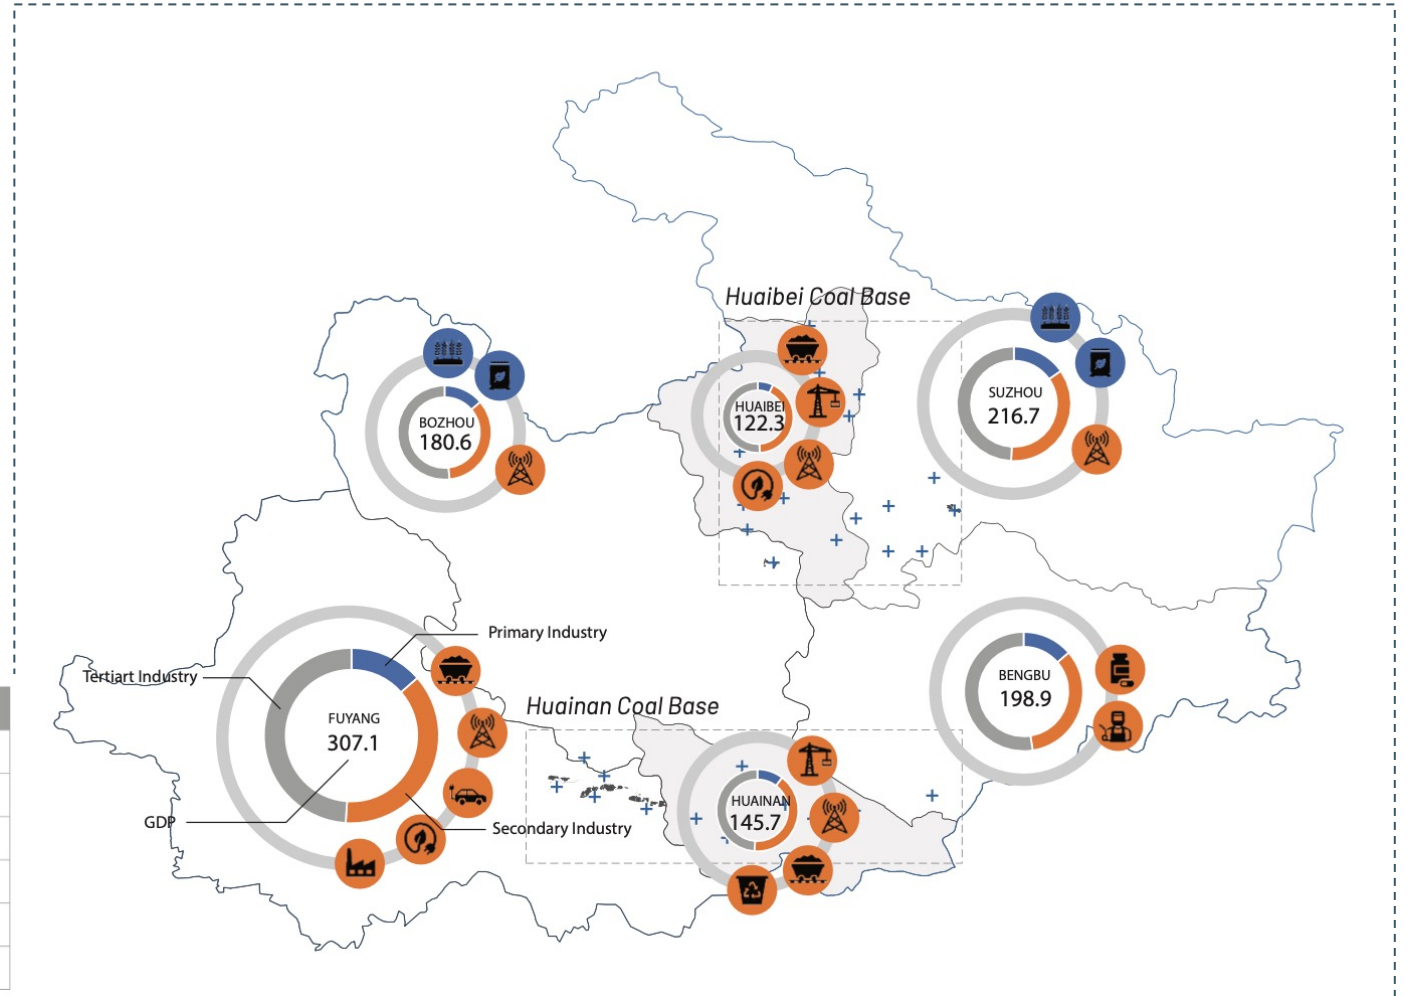 Huaibei Coal Base
HUAIBEI
122.3
SUZHOU
216.7
BOZHOU
180.6
Primary Industry
Tertiart Industry
FUYANG
307.1
GDP
Secondary Industry
Huainan Coal Base
HUAINAN
145.7
BENGBU
198.9